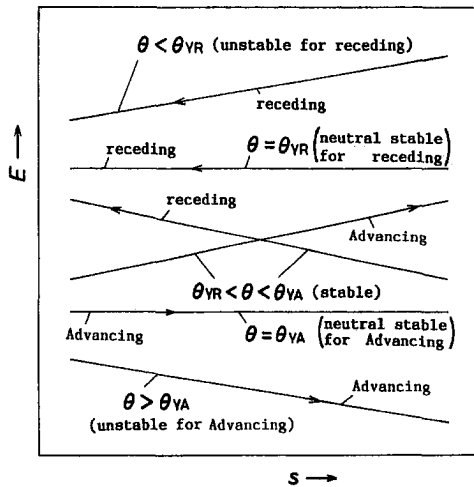 θ < θYR (unstable for receding)
receding
receding
θ = θYR (neutral stable
for receding)
E →
receding
Advancing
θYR < θ < θYA (stable)
Advancing
θ = θYA (neutral stable
for Advancing)
θ > θYA
(unstable for Advancing)
Advancing
s →